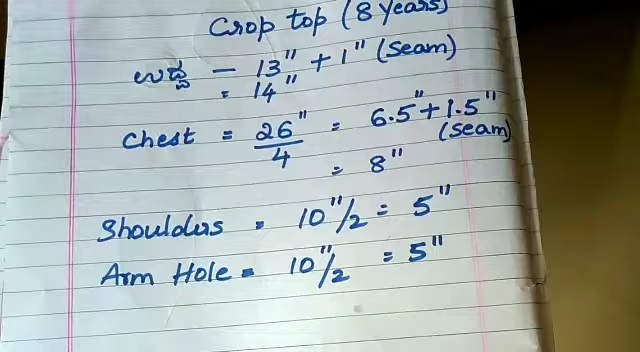 Crop top (8 years)
ಉದ್ದ - 13" + 1" (seam)
= 14"
Chest = 26"/4 = 6.5" + 1.5" (seam)
= 8"
Shoulders = 10"/2 = 5"
Arm Hole = 10"/2 = 5"